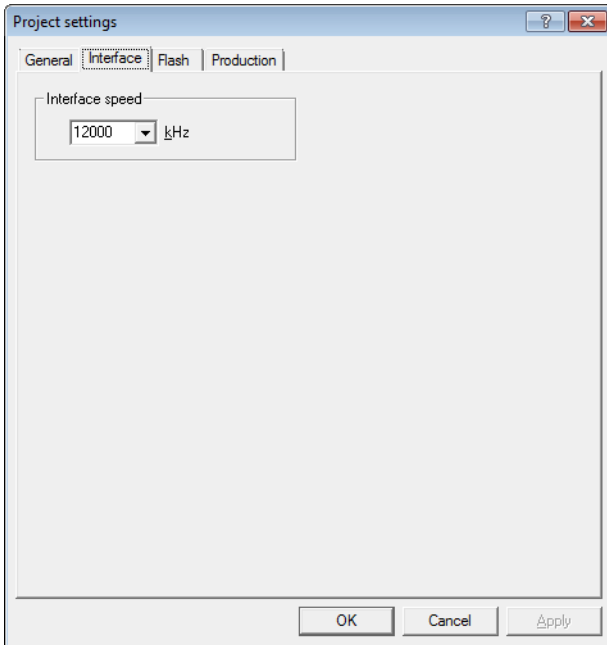 Project settings
General Interface Flash Production
Interface speed
12000 kHz
OK Cancel Apply